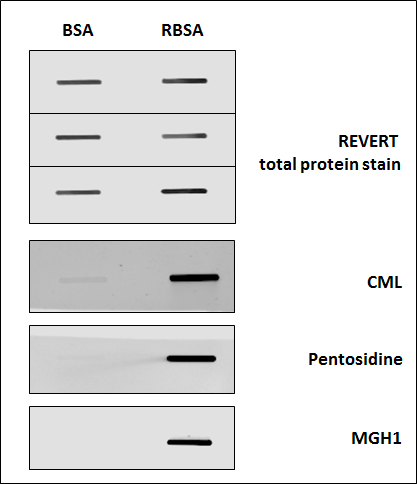 BSA RBSA
REVERT
total protein stain
CML
Pentosidine
MGH1